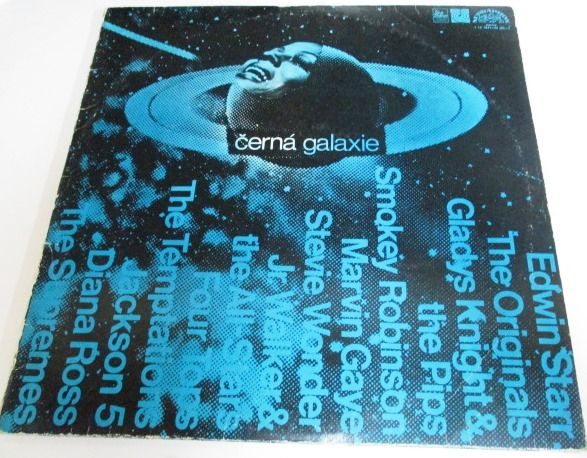 černá galaxie
Edwin Starr
The Originals
Gladys Knight &
the Pips
Smokey Robinson
Marvin Gaye
Stevie Wonder
Jr. Walker &
the All Stars
Four Tops
The Temptations
Jackson 5
Diana Ross
The Supremes